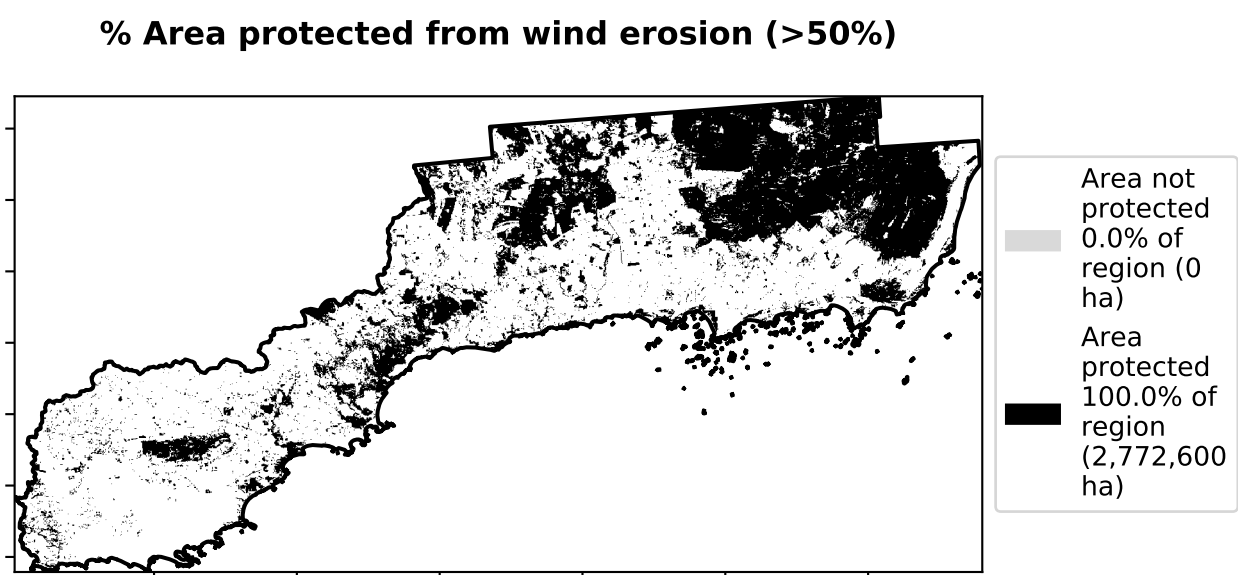 % Area protected from wind erosion (>50%)
Area not
protected
0.0% of
region (0
ha)
Area
protected
100.0% of
region
(2,772,600
ha)